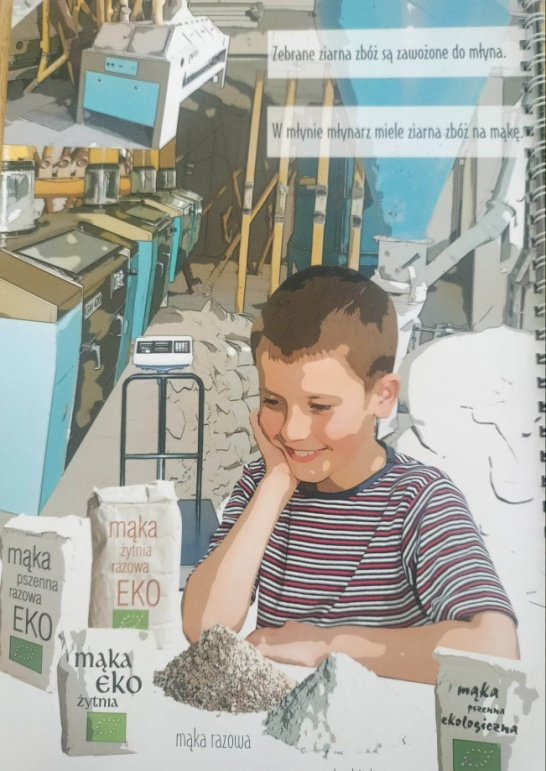 Zebrane ziarna zbóż są zawożone do młyna.
W młynie młynarz miele ziarna zbóż na mąkę.
mąka
pszenna
razowa
EKO
mąka
żytnia
razowa
EKO
mąka
eko
żytnia
mąka razowa
mąka
pszenna
ekologiczna